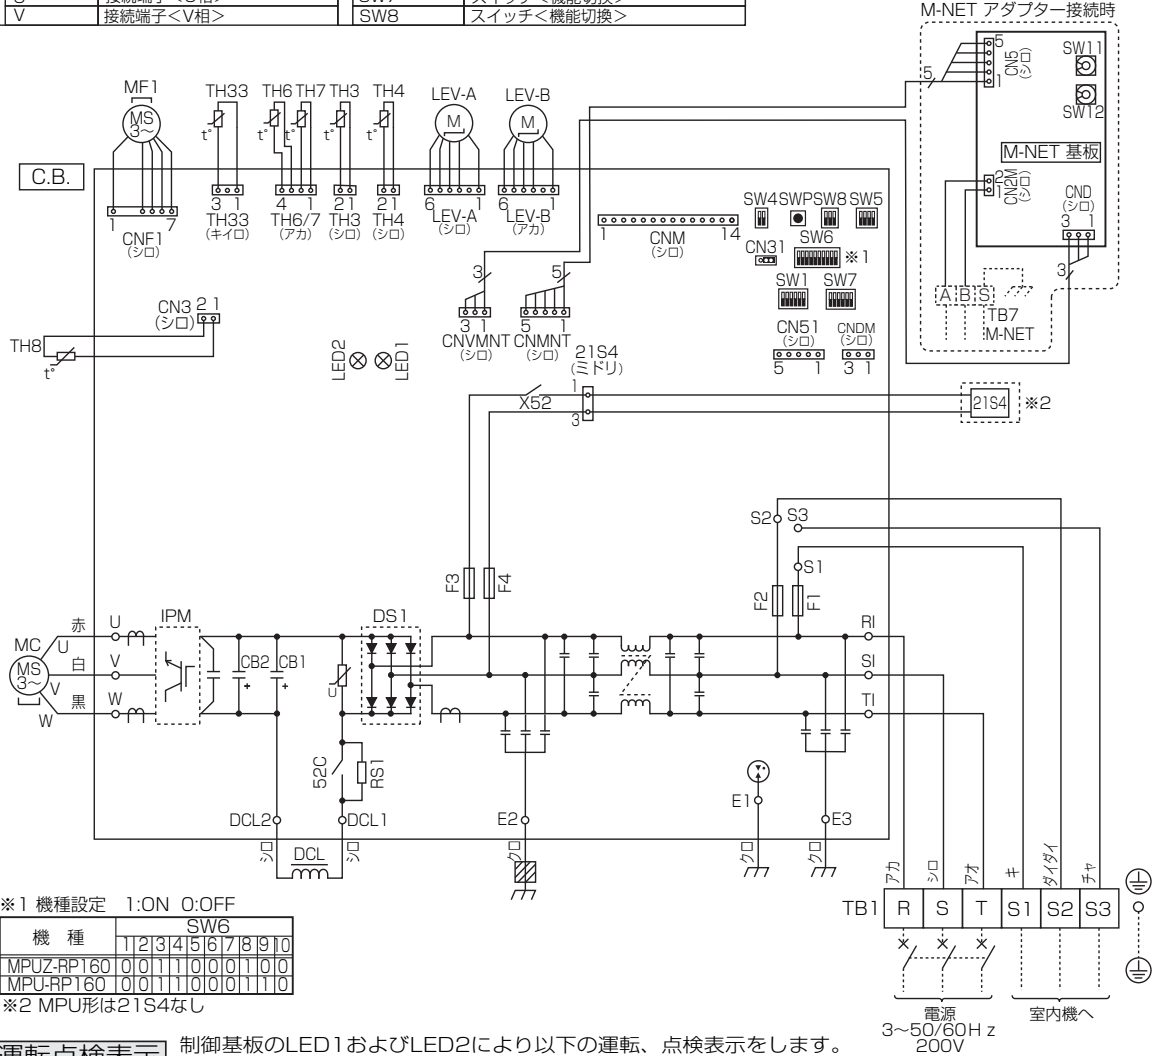 V 接続端子<V相> SW8 スイッチ<機能切換>
M-NET アダプター接続時
5
CN5
(シロ)
1
SW11
SW12
M-NET 基板
2
1
CN2M
(シロ)
CND
(シロ)
3 1
5
3
A B S
TB7
M-NET
C.B.
MF1
MS
3〜
TH33 TH6 TH7 TH3 TH4
t° t° t° t° t°
LEV-A LEV-B
M M
1 7
CNF1
(シロ)
3 1
TH33
(キイロ)
4 1
TH6/7
(アカ)
2 1
TH3
(シロ)
2 1
TH4
(シロ)
6 1
LEV-A
(シロ)
6 1
LEV-B
(アカ)
1 14
CNM
(シロ)
SW4 SWP SW8 SW5
CN31
SW6
※1
SW1 SW7
CN51
(シロ)
5 1
CNDM
(シロ)
3 1
3
3 1
CNVMNT
(シロ)
5
5 1
CNMNT
(シロ)
CN3 2 1
(シロ)
TH8
t°
LED2 LED1
21S4
(ミドリ)
1
3
X52
21S4 ※2
S2 S3
S1
F3 F4
F2 F1
RI
SI
TI
MC
MS
3〜
U
V
W
赤
白
黒
U
V
W
IPM
CB2 CB1
+ +
U
DS1
52C RS1
DCL2 DCL1
シロ シロ
DCL
E2
クロ
E1
クロ
E3
クロ
アカ シロ アオ キ ダイダイ チャ
TB1 R S T S1 S2 S3
電源
3〜50/60Hz
200V
室内機へ
※1 機種設定 1:ON 0:OFF
機 種 SW6
1 2 3 4 5 6 7 8 9 10
MPUZ-RP160 0 0 1 1 0 0 0 1 0 0
MPU-RP160 0 0 1 1 0 0 0 1 1 0
※2 MPU形は21S4なし
運転点検表示 制御基板のLED1およびLED2により以下の運転、点検表示をします。